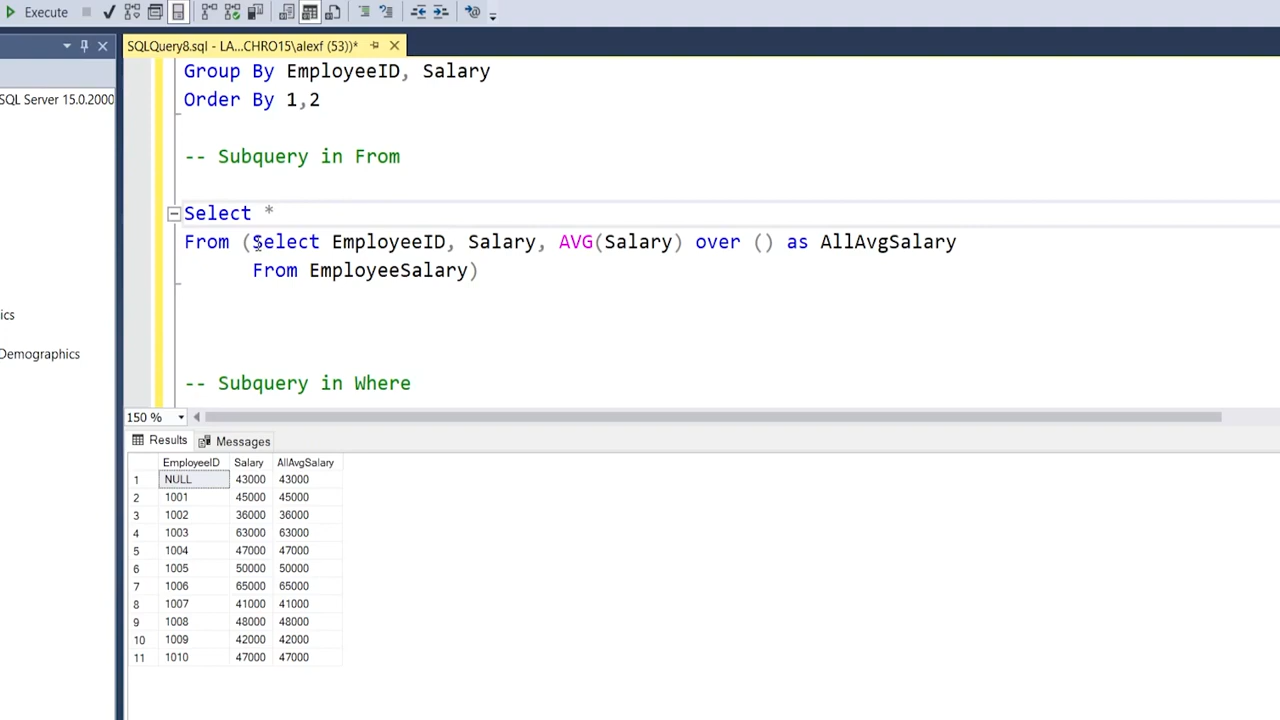 Execute
SQLQuery8.sql - LA...CHRO15\alexf (53))*
SQL Server 15.0.2000
ics
Demographics
Group By EmployeeID, Salary
Order By 1,2
-- Subquery in From
Select *
From (Select EmployeeID, Salary, AVG(Salary) over () as AllAvgSalary
From EmployeeSalary)
-- Subquery in Where
150 %
Results Messages
EmployeeID Salary AllAvgSalary
1 NULL 43000 43000
2 1001 45000 45000
3 1002 36000 36000
4 1003 63000 63000
5 1004 47000 47000
6 1005 50000 50000
7 1006 65000 65000
8 1007 41000 41000
9 1008 48000 48000
10 1009 42000 42000
11 1010 47000 47000